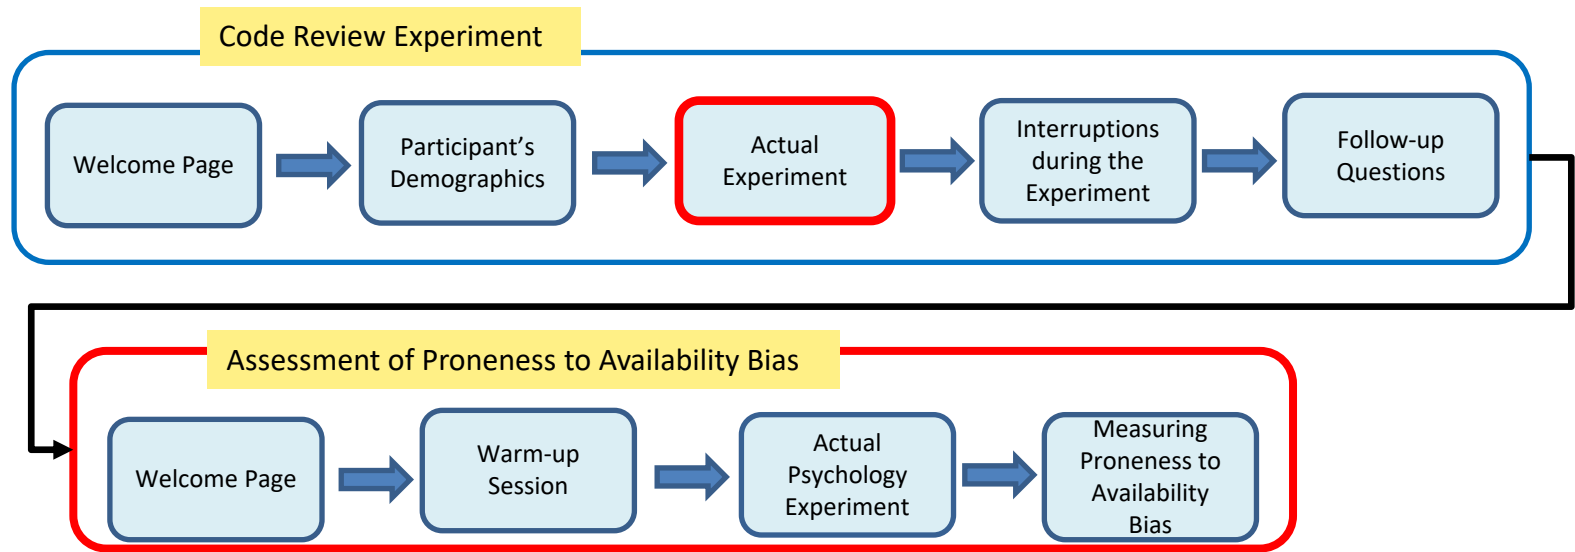 Code Review Experiment
Welcome Page
Participant’s
Demographics
Actual
Experiment
Interruptions
during the
Experiment
Follow-up
Questions
Assessment of Proneness to Availability Bias
Welcome Page
Warm-up
Session
Actual
Psychology
Experiment
Measuring
Proneness to
Availability
Bias